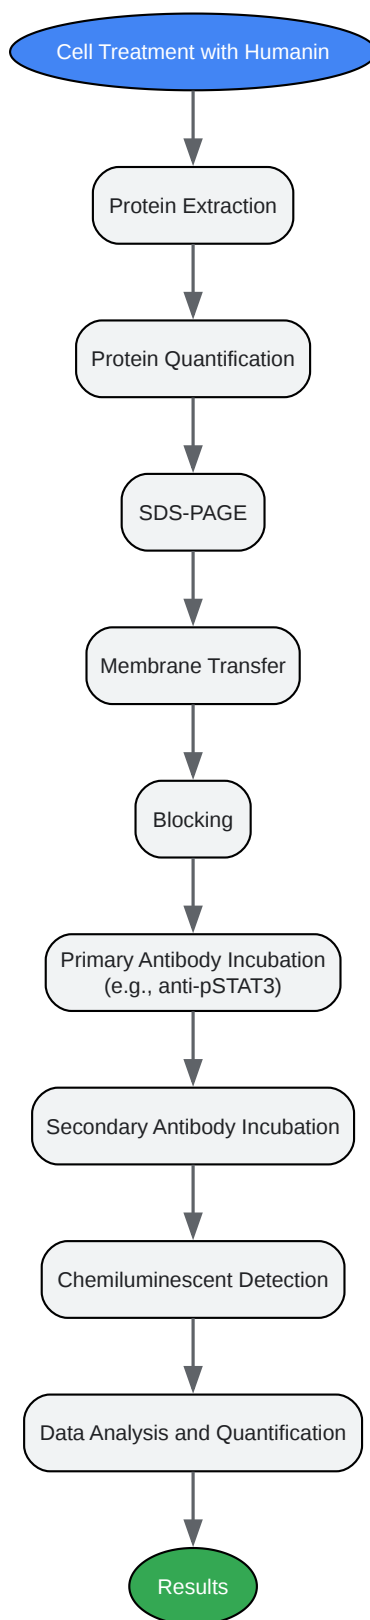 Cell Treatment with Humanin
Protein Extraction
Protein Quantification
SDS-PAGE
Membrane Transfer
Blocking
Primary Antibody Incubation
(e.g., anti-pSTAT3)
Secondary Antibody Incubation
Chemiluminescent Detection
Data Analysis and Quantification
Results